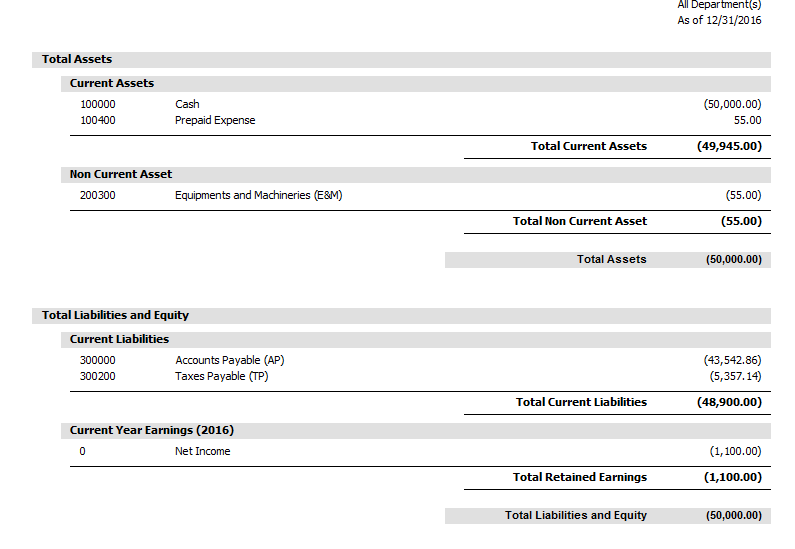 All Department(s)
As of 12/31/2016
Total Assets
Current Assets
100000 Cash (50,000.00)
100400 Prepaid Expense 55.00
Total Current Assets (49,945.00)
Non Current Asset
200300 Equipments and Machineries (E&M) (55.00)
Total Non Current Asset (55.00)
Total Assets (50,000.00)
Total Liabilities and Equity
Current Liabilities
300000 Accounts Payable (AP) (43,542.86)
300200 Taxes Payable (TP) (5,357.14)
Total Current Liabilities (48,900.00)
Current Year Earnings (2016)
0 Net Income (1,100.00)
Total Retained Earnings (1,100.00)
Total Liabilities and Equity (50,000.00)